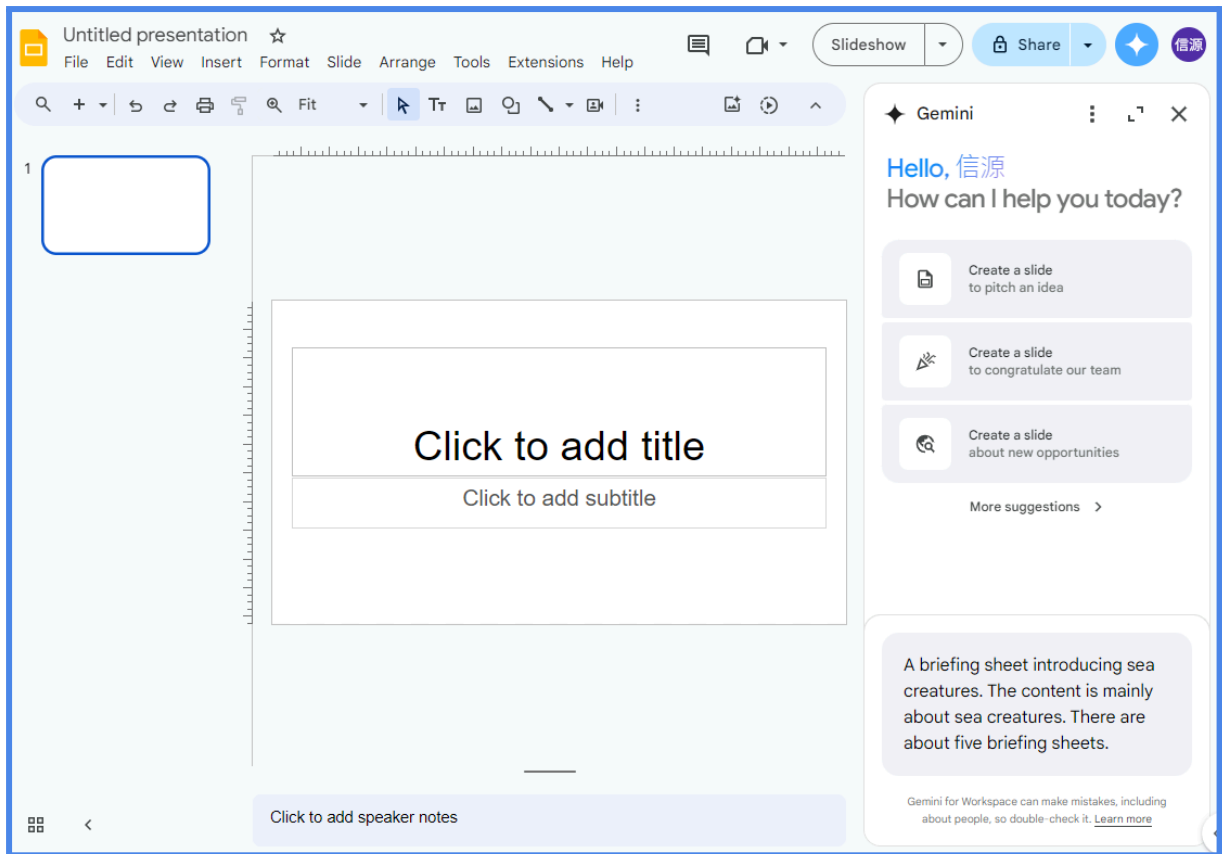 Untitled presentation
File Edit View Insert Format Slide Arrange Tools Extensions Help
Slideshow
Share
信源
Fit
Tт
1
Click to add title
Click to add subtitle
Click to add speaker notes
Gemini
Hello, 信源
How can I help you today?
Create a slide
to pitch an idea
Create a slide
to congratulate our team
Create a slide
about new opportunities
More suggestions
A briefing sheet introducing sea
creatures. The content is mainly
about sea creatures. There are
about five briefing sheets.
Gemini for Workspace can make mistakes, including
about people, so double-check it. Learn more